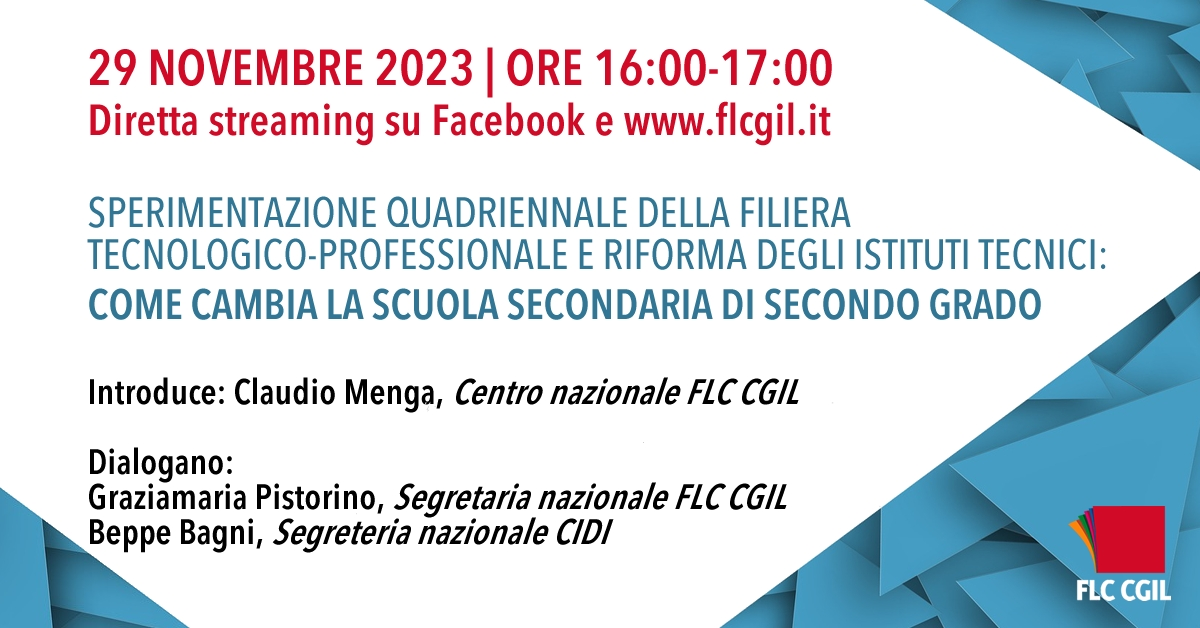 29 NOVEMBRE 2023 | ORE 16:00-17:00
Diretta streaming su Facebook e www.flcgil.it
SPERIMENTAZIONE QUADRIENNALE DELLA FILIERA
TECNOLOGICO-PROFESSIONALE E RIFORMA DEGLI ISTITUTI TECNICI:
COME CAMBIA LA SCUOLA SECONDARIA DI SECONDO GRADO
Introduce: Claudio Menga, Centro nazionale FLC CGIL
Dialogano:
Graziamaria Pistorino, Segretaria nazionale FLC CGIL
Beppe Bagni, Segreteria nazionale CIDI
FLC CGIL